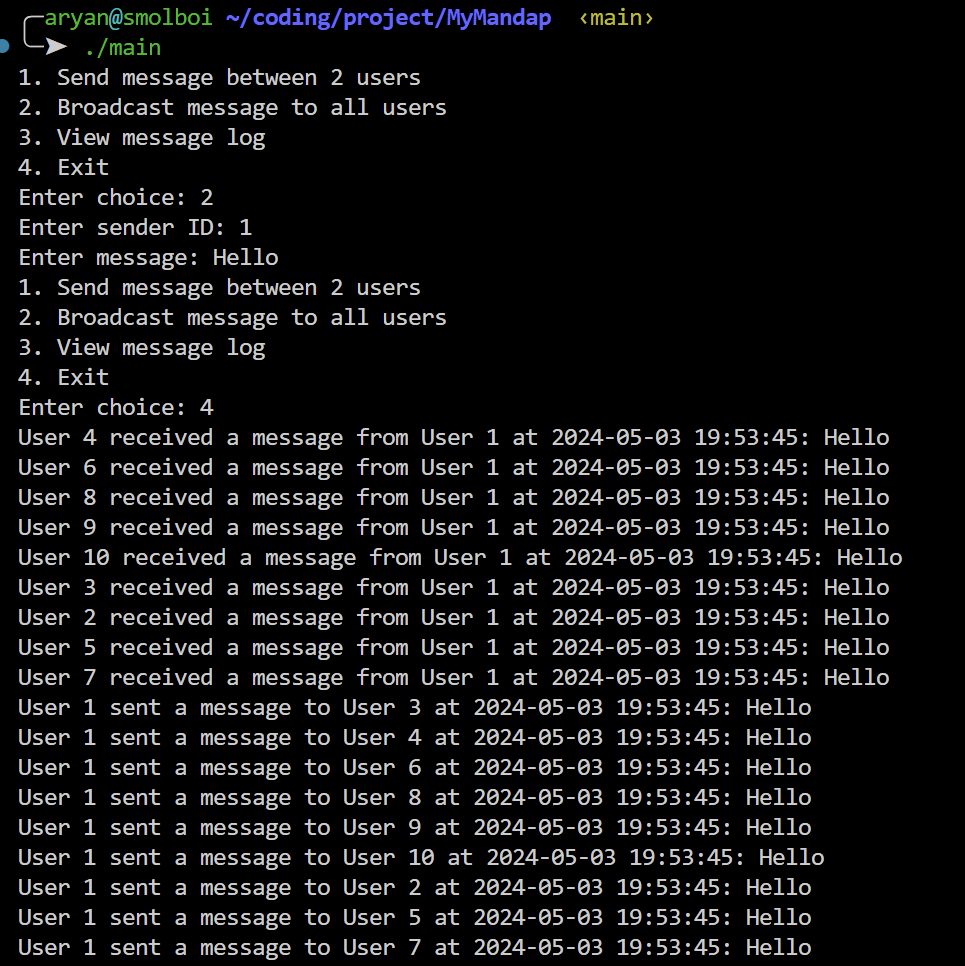 aryan@smolboi ~/coding/project/MyMandap ‹main›
./main
1. Send message between 2 users
2. Broadcast message to all users
3. View message log
4. Exit
Enter choice: 2
Enter sender ID: 1
Enter message: Hello
1. Send message between 2 users
2. Broadcast message to all users
3. View message log
4. Exit
Enter choice: 4
User 4 received a message from User 1 at 2024-05-03 19:53:45: Hello
User 6 received a message from User 1 at 2024-05-03 19:53:45: Hello
User 8 received a message from User 1 at 2024-05-03 19:53:45: Hello
User 9 received a message from User 1 at 2024-05-03 19:53:45: Hello
User 10 received a message from User 1 at 2024-05-03 19:53:45: Hello
User 3 received a message from User 1 at 2024-05-03 19:53:45: Hello
User 2 received a message from User 1 at 2024-05-03 19:53:45: Hello
User 5 received a message from User 1 at 2024-05-03 19:53:45: Hello
User 7 received a message from User 1 at 2024-05-03 19:53:45: Hello
User 1 sent a message to User 3 at 2024-05-03 19:53:45: Hello
User 1 sent a message to User 4 at 2024-05-03 19:53:45: Hello
User 1 sent a message to User 6 at 2024-05-03 19:53:45: Hello
User 1 sent a message to User 8 at 2024-05-03 19:53:45: Hello
User 1 sent a message to User 9 at 2024-05-03 19:53:45: Hello
User 1 sent a message to User 10 at 2024-05-03 19:53:45: Hello
User 1 sent a message to User 2 at 2024-05-03 19:53:45: Hello
User 1 sent a message to User 5 at 2024-05-03 19:53:45: Hello
User 1 sent a message to User 7 at 2024-05-03 19:53:45: Hello